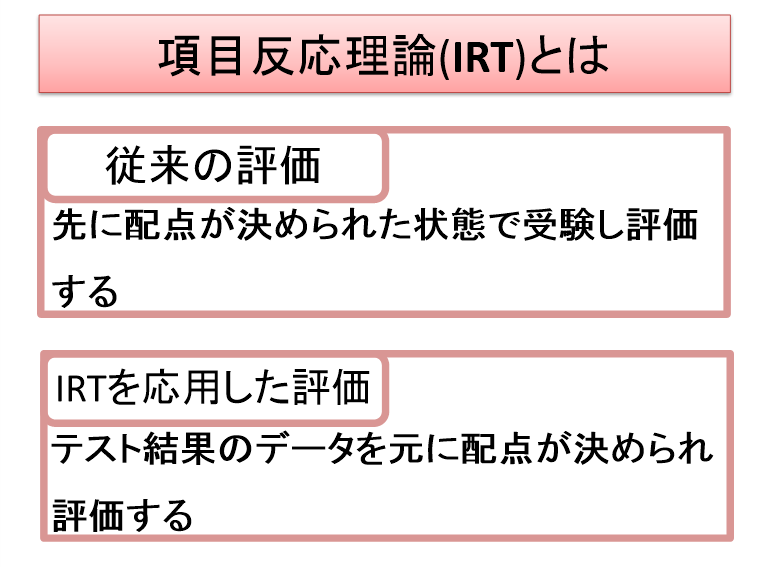 項目反応理論(IRT)とは
従来の評価
先に配点が決められた状態で受験し評価
する
IRTを応用した評価
テスト結果のデータを元に配点が決められ
評価する